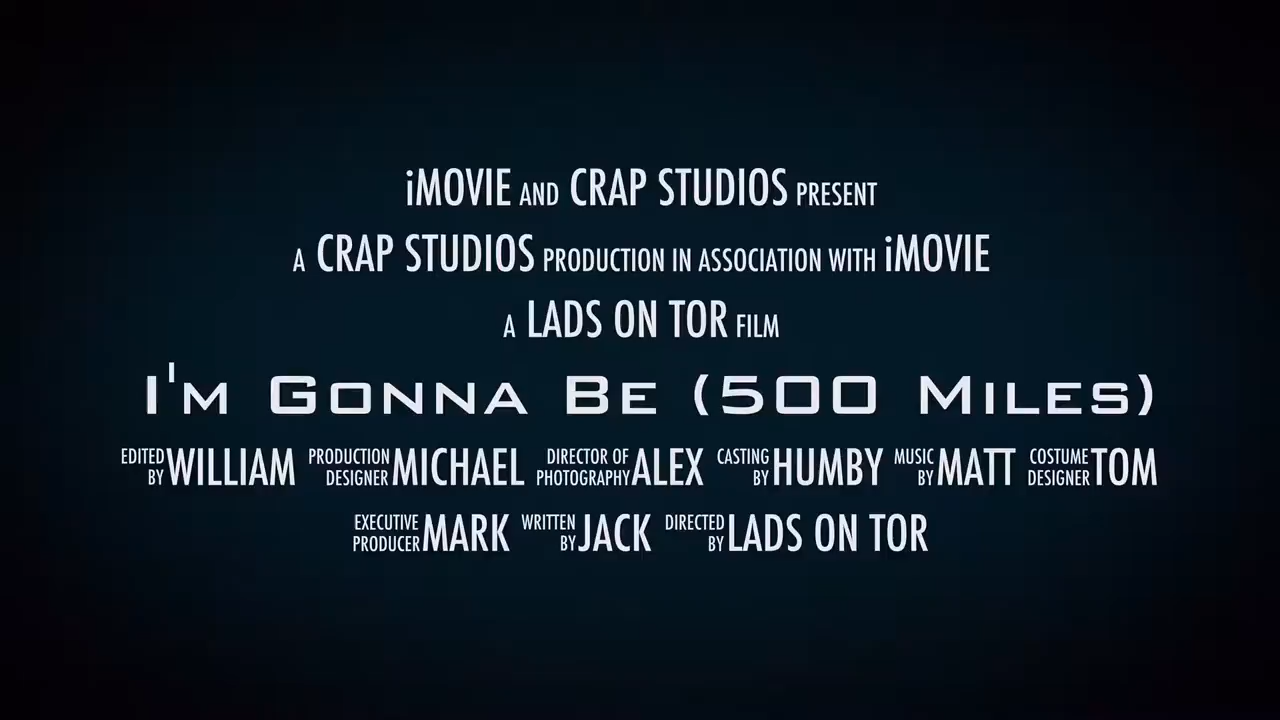 iMOVIE AND CRAP STUDIOS PRESENT
A CRAP STUDIOS PRODUCTION IN ASSOCIATION WITH iMOVIE
A LADS ON TOR FILM
I'M GONNA BE (500 MILES)
EDITED BY WILLIAM PRODUCTION DESIGNER MICHAEL DIRECTOR OF PHOTOGRAPHY ALEX CASTING BY HUMBY MUSIC BY MATT COSTUME DESIGNER TOM
EXECUTIVE PRODUCER MARK WRITTEN BY JACK DIRECTED BY LADS ON TOR